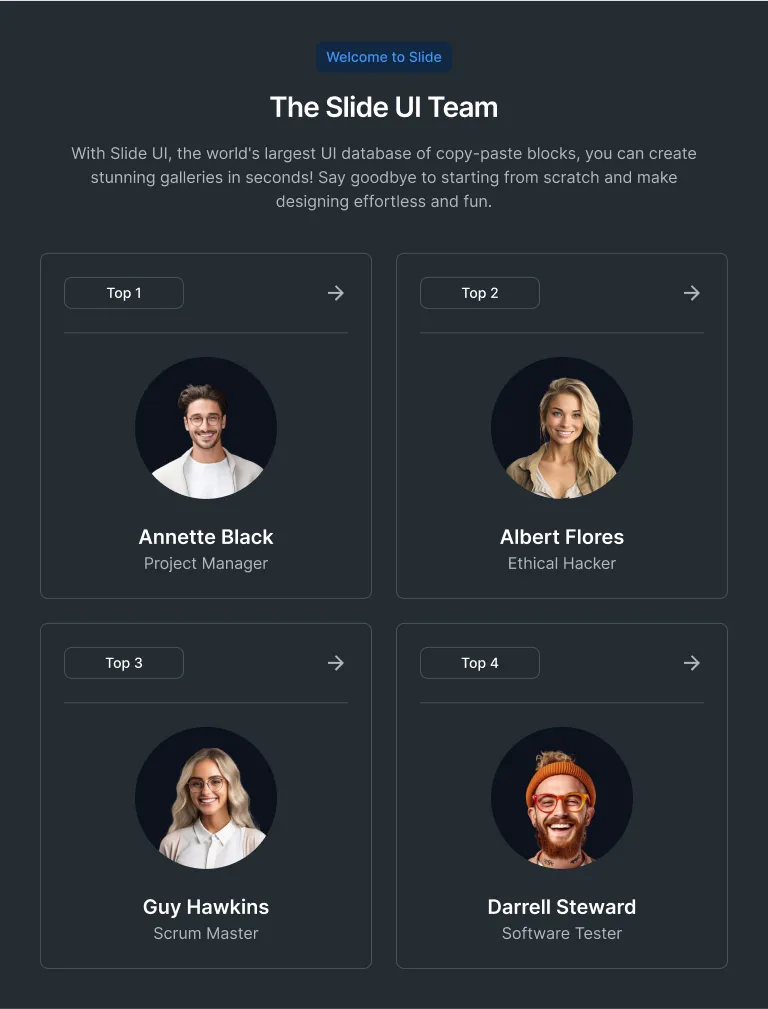 Welcome to Slide
The Slide UI Team
With Slide UI, the world's largest UI database of copy-paste blocks, you can create
stunning galleries in seconds! Say goodbye to starting from scratch and make
designing effortless and fun.
Top 1
Annette Black
Project Manager
Top 2
Albert Flores
Ethical Hacker
Top 3
Guy Hawkins
Scrum Master
Top 4
Darrell Steward
Software Tester